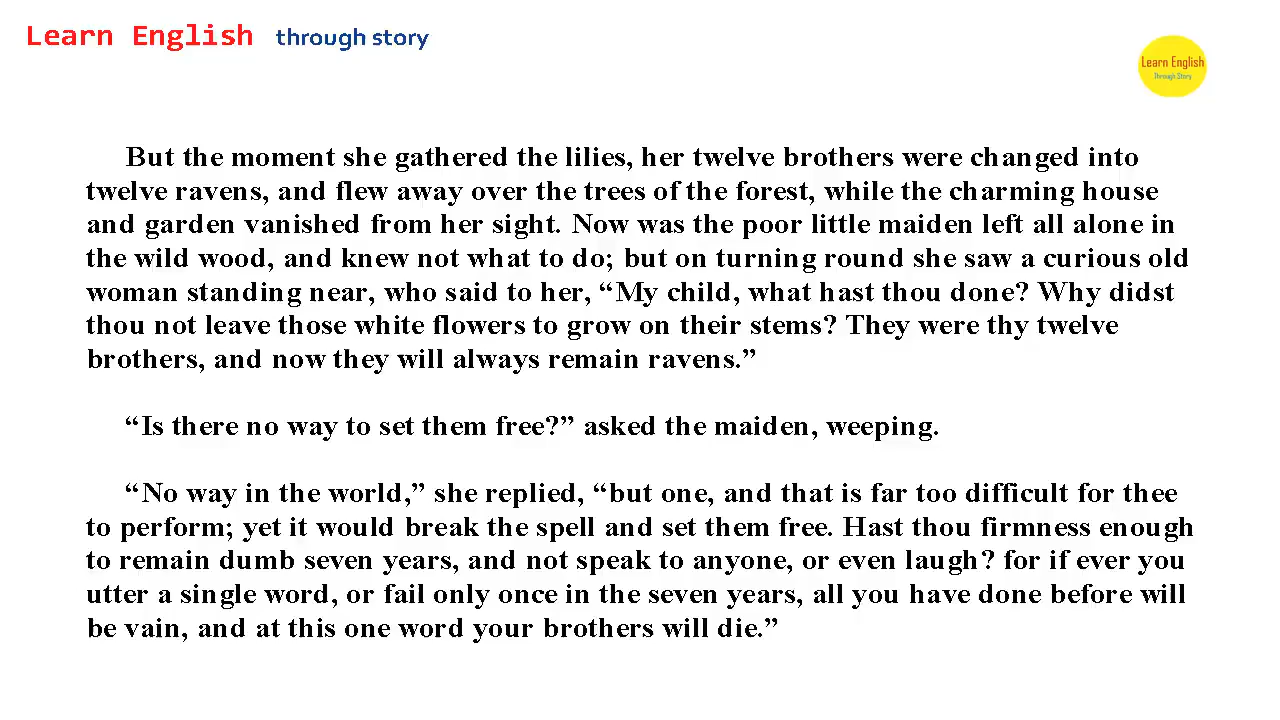 Learn English through story
Learn English
Through Story
But the moment she gathered the lilies, her twelve brothers were changed into
twelve ravens, and flew away over the trees of the forest, while the charming house
and garden vanished from her sight. Now was the poor little maiden left all alone in
the wild wood, and knew not what to do; but on turning round she saw a curious old
woman standing near, who said to her, “My child, what hast thou done? Why didst
thou not leave those white flowers to grow on their stems? They were thy twelve
brothers, and now they will always remain ravens.”
“Is there no way to set them free?” asked the maiden, weeping.
“No way in the world,” she replied, “but one, and that is far too difficult for thee
to perform; yet it would break the spell and set them free. Hast thou firmness enough
to remain dumb seven years, and not speak to anyone, or even laugh? for if ever you
utter a single word, or fail only once in the seven years, all you have done before will
be vain, and at this one word your brothers will die.”